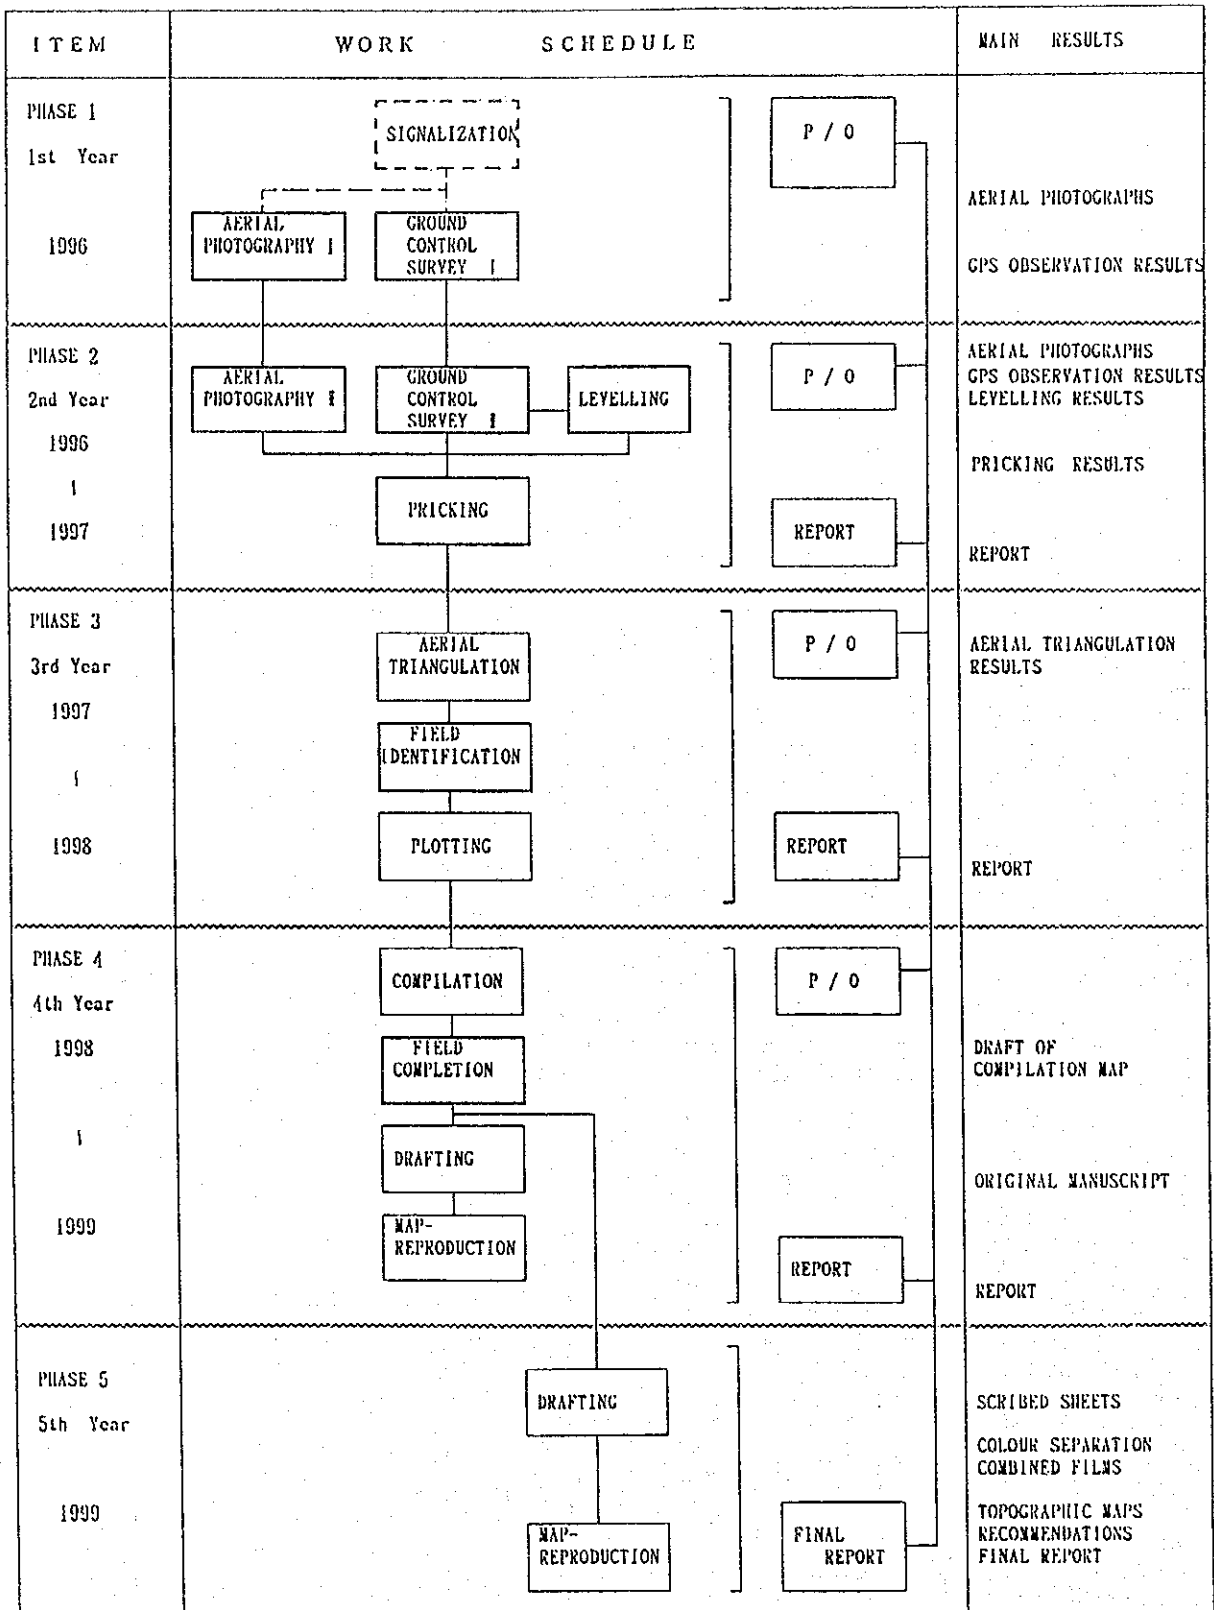 ITEM
WORK SCHEDULE
MAIN RESULTS
PHASE 1
1st Year
1996
SIGNALIZATION
AERIAL
PHOTOGRAPHY I
GROUND
CONTROL
SURVEY I
P / O
AERIAL PHOTOGRAPHS
GPS OBSERVATION RESULTS
PHASE 2
2nd Year
1996
1997
AERIAL
PHOTOGRAPHY
GROUND
CONTROL
SURVEY
LEVELLING
PRICKING
P / O
REPORT
AERIAL PHOTOGRAPHS
GPS OBSERVATION RESULTS
LEVELLING RESULTS
PRICKING RESULTS
REPORT
PHASE 3
3rd Year
1997
1998
AERIAL
TRIANGULATION
FIELD
IDENTIFICATION
PLOTTING
P / O
REPORT
AERIAL TRIANGULATION
RESULTS
REPORT
PHASE 4
4th Year
1998
1999
COMPILATION
FIELD
COMPLETION
DRAFTING
MAP-
REPRODUCTION
P / O
REPORT
DRAFT OF
COMPILATION MAP
ORIGINAL MANUSCRIPT
REPORT
PHASE 5
5th Year
1999
DRAFTING
MAP-
REPRODUCTION
FINAL
REPORT
SCRIBED SHEETS
COLOUR SEPARATION
COMBINED FILMS
TOPOGRAPHIC MAPS
RECOMMENDATIONS
FINAL REPORT